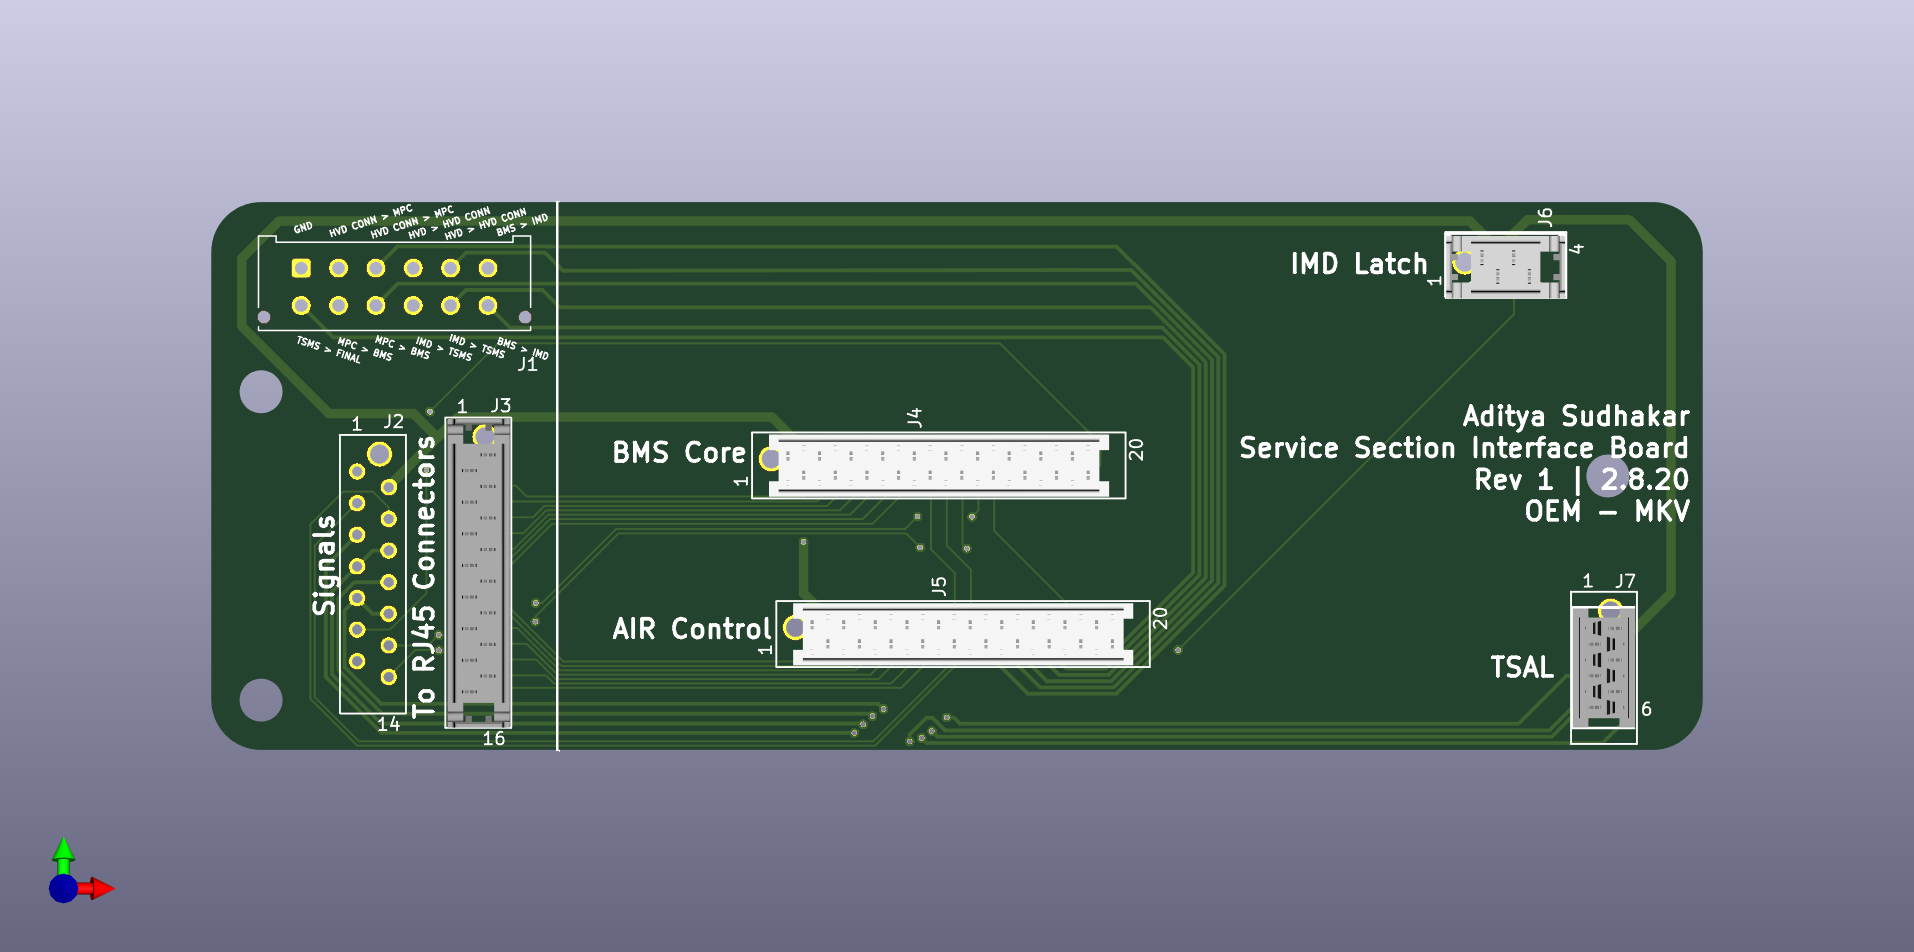 GND
HVD CONN > MPC
HVD CONN > MPC
HVD > HVD CONN
HVD > HVD CONN
BMS > IMD
TSMS > FINAL
MPC > BMS
MPC > BMS
IMD > TSMS
IMD > TSMS
BMS > IMD
J1
J6
IMD Latch
1
4
1
J2
1
J3
Signals
To RJ45 Connectors
14
16
J4
BMS Core
1
20
J5
AIR Control
1
20
Aditya Sudhakar
Service Section Interface Board
Rev 1 | 2.8.20
OEM - MKV
1
J7
TSAL
6